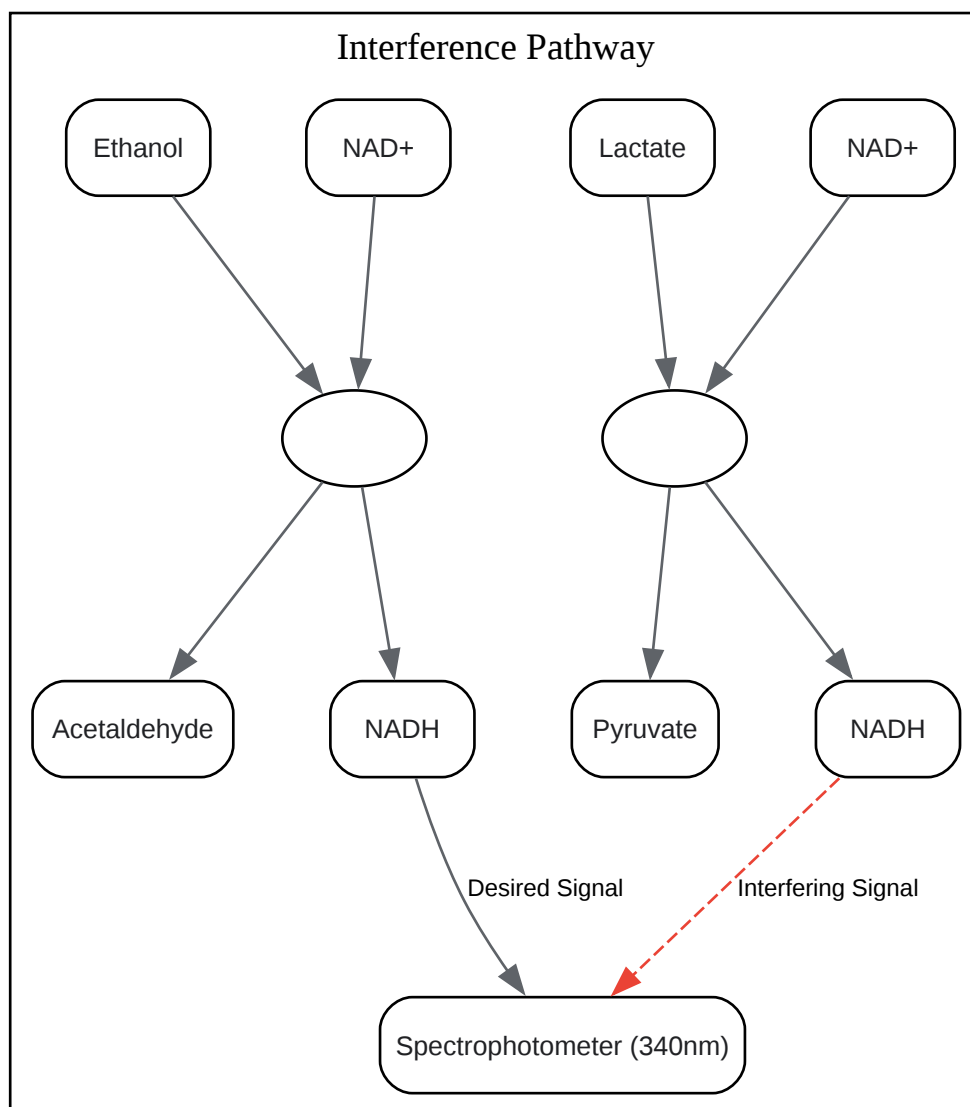 Interference Pathway
Ethanol
NAD+
Lactate
NAD+
Acetaldehyde
NADH
Pyruvate
NADH
Desired Signal
Interfering Signal
Spectrophotometer (340nm)